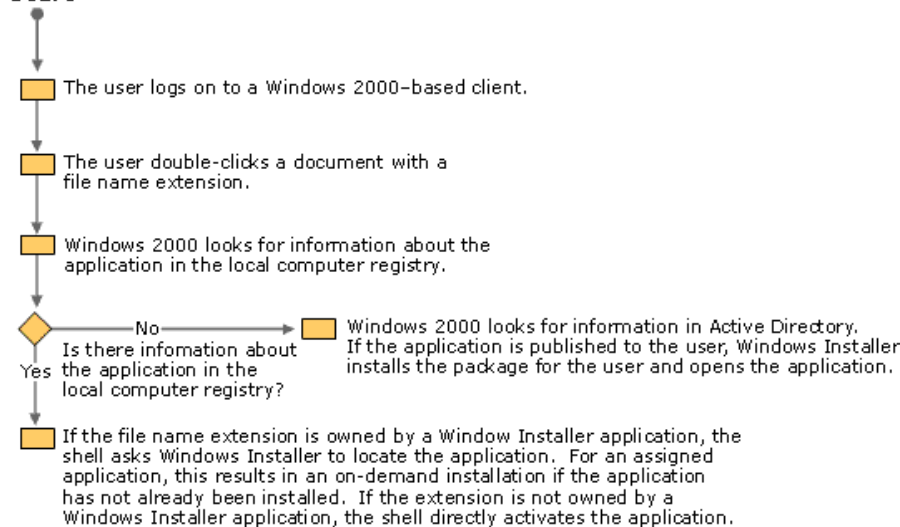 The user logs on to a Windows 2000–based client.
The user double-clicks a document with a
file name extension.
Windows 2000 looks for information about the
application in the local computer registry.
No
Windows 2000 looks for information in Active Directory.
If the application is published to the user, Windows Installer
installs the package for the user and opens the application.
Is there infomation about
the application in the
local computer registry?
Yes
If the file name extension is owned by a Window Installer application, the
shell asks Windows Installer to locate the application.  For an assigned
application, this results in an on-demand installation if the application
has not already been installed.  If the extension is not owned by a
Windows Installer application, the shell directly activates the application.